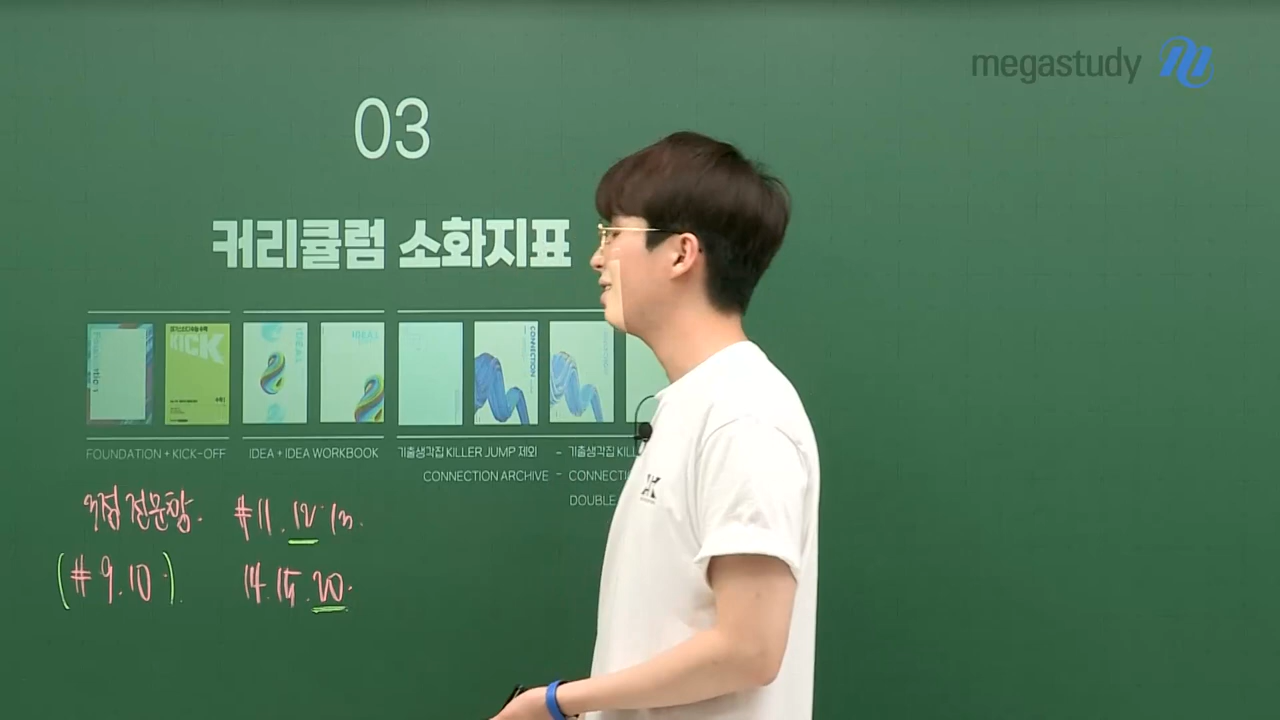 megastudy
03
커리큘럼 소화지표
KICK
IDEA
CONNECTION
FOUNDATION + KICK-OFF
IDEA + IDEA WORKBOOK
기출생각집 KILLER JUMP 제외
CONNECTION ARCHIVE
- 기출생각집
- CONNECTI
DOUBLE
3점 전문항.
#11. 12. 13.
(#9.10.)
14. 15. 20.